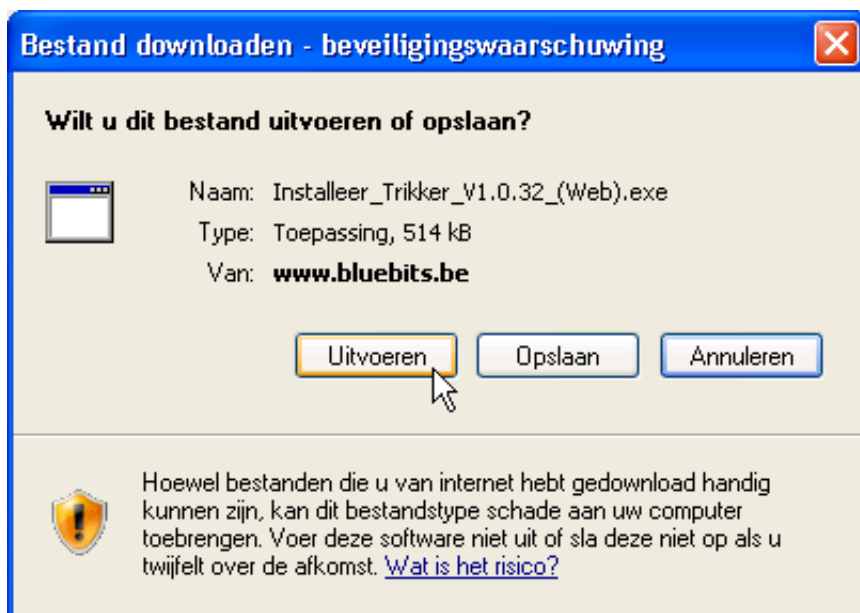 Bestand downloaden - beveiligingswaarschuwing
Wilt u dit bestand uitvoeren of opslaan?
Naam: Installeer_Trikker_V1.0.32_(Web).exe
Type: Toepassing, 514 kB
Van: www.bluebits.be
Uitvoeren Opslaan Annuleren
Hoewel bestanden die u van internet hebt gedownload handig
kunnen zijn, kan dit bestandstype schade aan uw computer
toebrengen. Voer deze software niet uit of sla deze niet op als u
twijfelt over de afkomst. Wat is het risico?